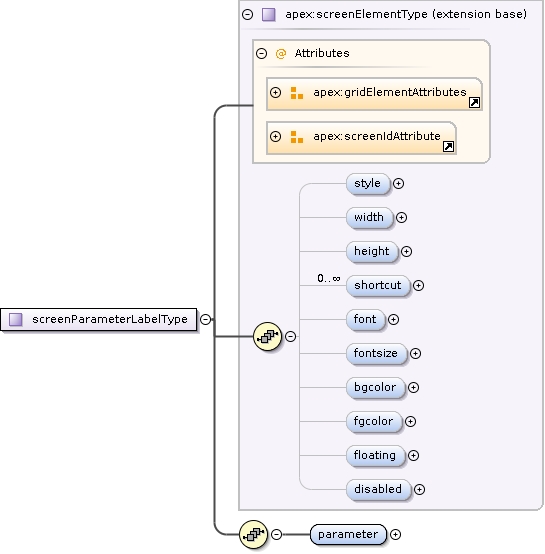 apex:screenElementType (extension base)
@ Attributes
apex:gridElementAttributes
apex:screenIdAttribute
style
width
height
0..∞
shortcut
screenParameterLabelType
font
fontsize
bgcolor
fgcolor
floating
disabled
parameter